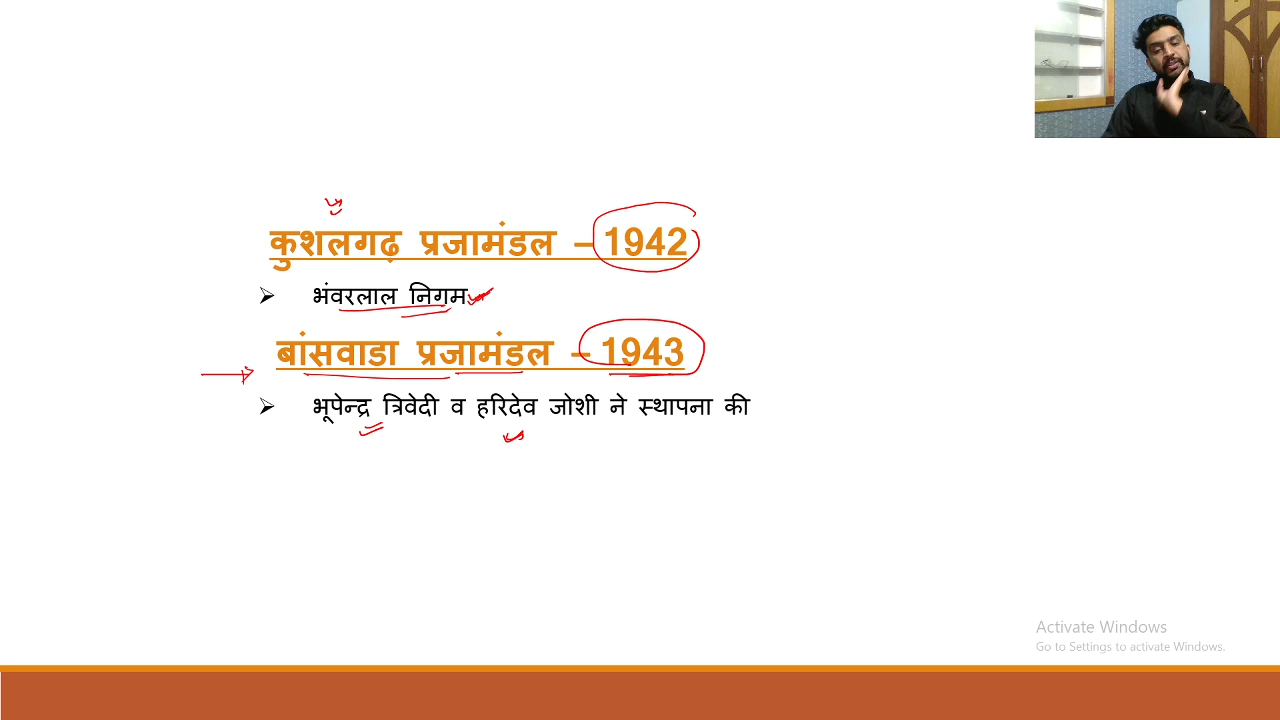 कुशलगढ़ प्रजामंडल – 1942
➢ भंवरलाल निगम
बांसवाडा प्रजामंडल – 1943
➢ भूपेन्द्र त्रिवेदी व हरिदेव जोशी ने स्थापना की
Activate Windows
Go to Settings to activate Windows.